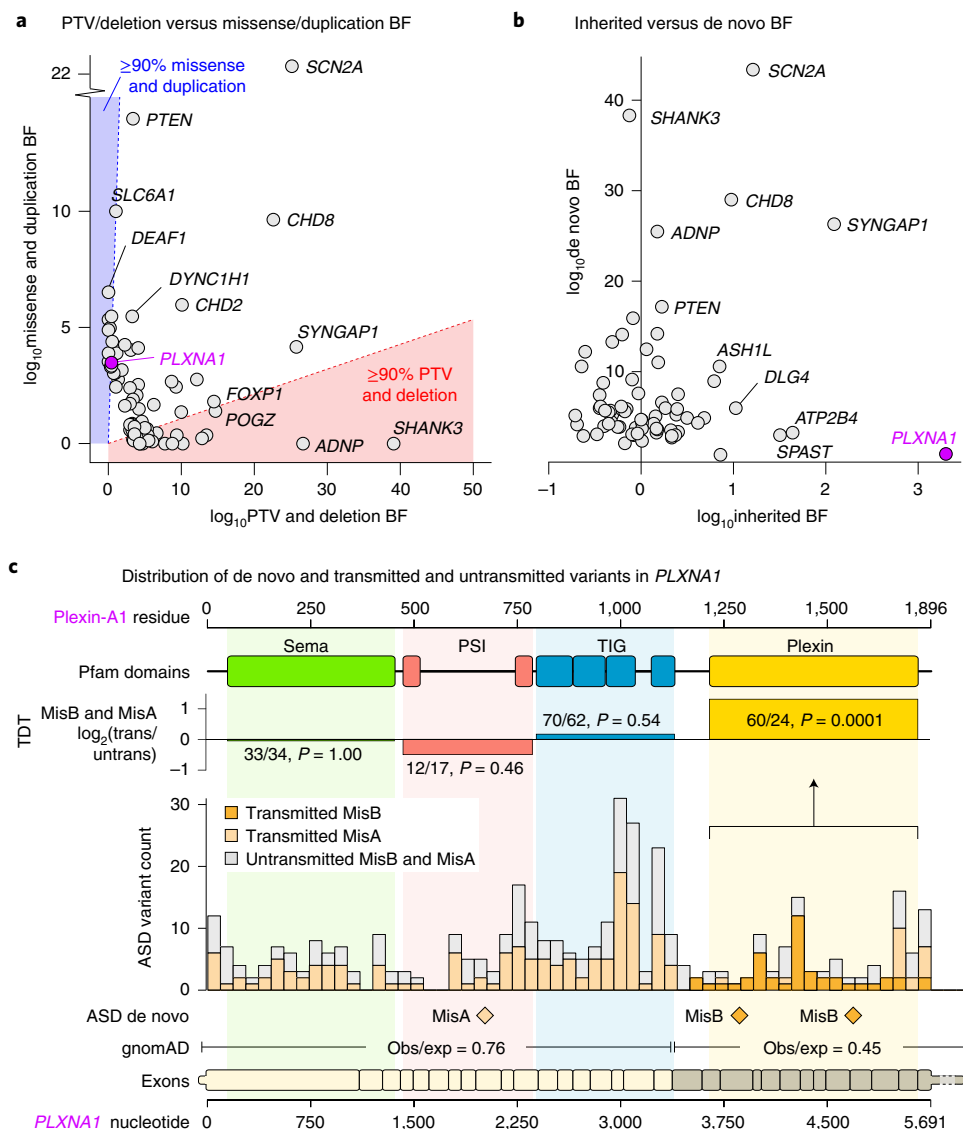 a PTV/deletion versus missense/duplication BF
log10missense and duplication BF
22
10
5
0
≥90% missense
and duplication
SCN2A
PTEN
SLC6A1
DEAF1
CHD8
DYNC1H1
CHD2
SYNGAP1
PLXNA1
≥90% PTV
and deletion
FOXP1
POGZ
SHANK3
ADNP
0 10 20 30 40 50
log10PTV and deletion BF
b Inherited versus de novo BF
log10de novo BF
40
30
20
10
0
SCN2A
SHANK3
CHD8
SYNGAP1
ADNP
PTEN
ASH1L
DLG4
ATP2B4
PLXNA1
SPAST
−1 0 1 2 3
log10inherited BF
c Distribution of de novo and transmitted and untransmitted variants in PLXNA1
Plexin-A1 residue 0 250 500 750 1,000 1,250 1,500 1,896
Sema PSI TIG Plexin
Pfam domains
TDT
MisB and MisA
log2(trans/
untrans)
1
0
−1
33/34, P = 1.00
12/17, P = 0.46
70/62, P = 0.54
60/24, P = 0.0001
ASD variant count
30
20
10
0
Transmitted MisB
Transmitted MisA
Untransmitted MisB and MisA
ASD de novo MisA MisB MisB
gnomAD Obs/exp = 0.76 Obs/exp = 0.45
Exons
PLXNA1 nucleotide 0 750 1,500 2,250 3,000 3,750 4,500 5,691